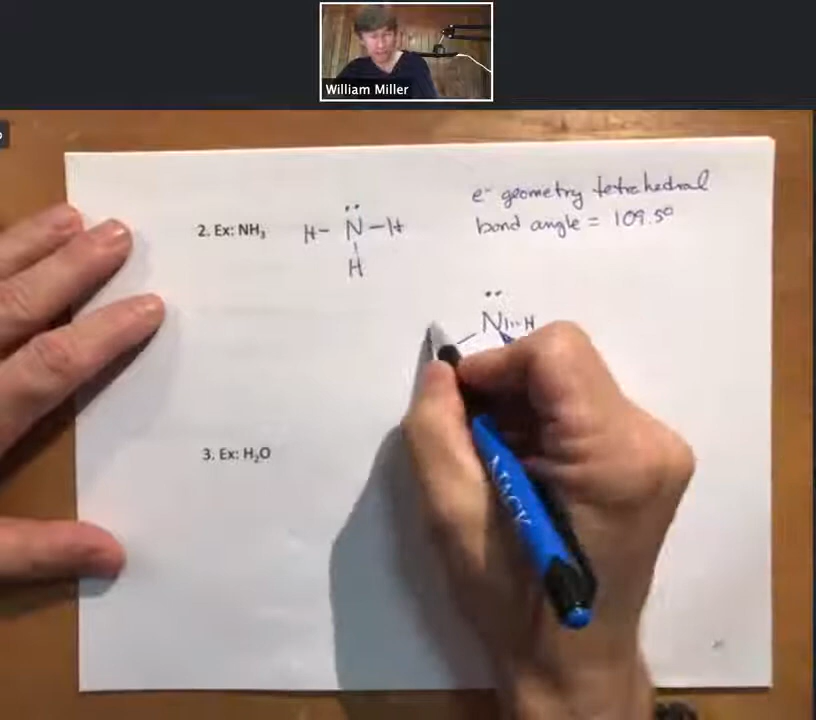 William Miller
e⁻ geometry tetrahedral
bond angle = 109.5°
2. Ex: NH₃
H - N - H
H
N H
3. Ex: H₂O